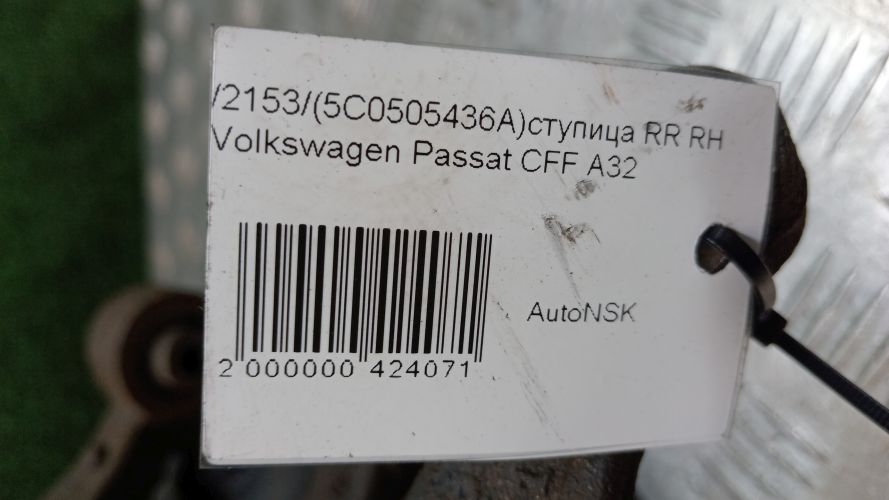 /2153/(5C0505436A)ступица RR RH
Volkswagen Passat CFF A32
AutoNSK
2 000000 424071